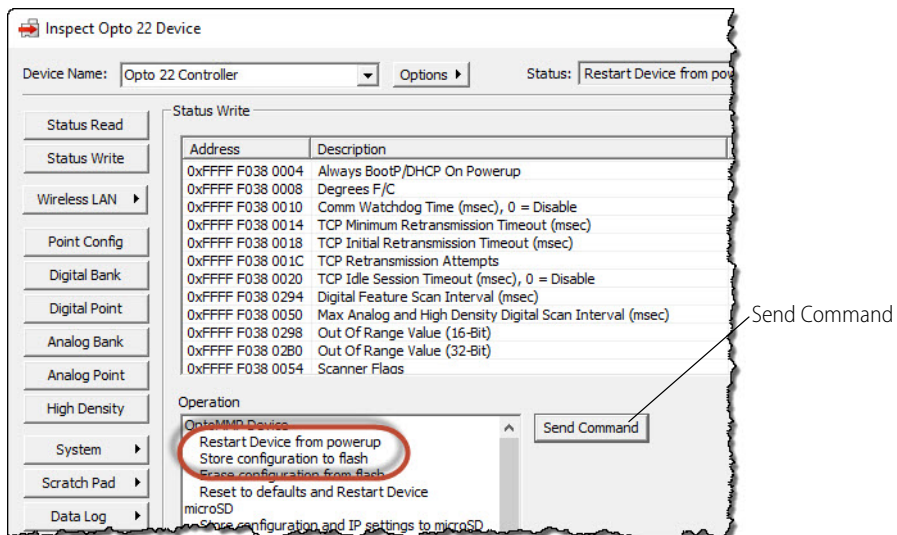 Inspect Opto 22 Device
Device Name: Opto 22 Controller Options Status: Restart Device from
Status Read
Status Write
Wireless LAN
Point Config
Digital Bank
Digital Point
Analog Bank
Analog Point
High Density
System
Scratch Pad
Data Log
Status Write
Address Description
0xFFFF F038 0004 Always BootP/DHCP On Powerup
0xFFFF F038 0008 Degrees F/C
0xFFFF F038 0010 Comm Watchdog Time (msec), 0 = Disable
0xFFFF F038 0014 TCP Minimum Retransmission Timeout (msec)
0xFFFF F038 0018 TCP Initial Retransmission Timeout (msec)
0xFFFF F038 001C TCP Retransmission Attempts
0xFFFF F038 0020 TCP Idle Session Timeout (msec), 0 = Disable
0xFFFF F038 0294 Digital Feature Scan Interval (msec)
0xFFFF F038 0050 Max Analog and High Density Digital Scan Interval (msec)
0xFFFF F038 0298 Out Of Range Value (16-Bit)
0xFFFF F038 02B0 Out Of Range Value (32-Bit)
0xFFFF F038 0054 Scanner Flags
Operation
OptoMMP Device
Restart Device from powerup
Store configuration to flash
Erase configuration from flash
Reset to defaults and Restart Device
microSD
Store configuration and IP settings to microSD
Send Command
Send Command